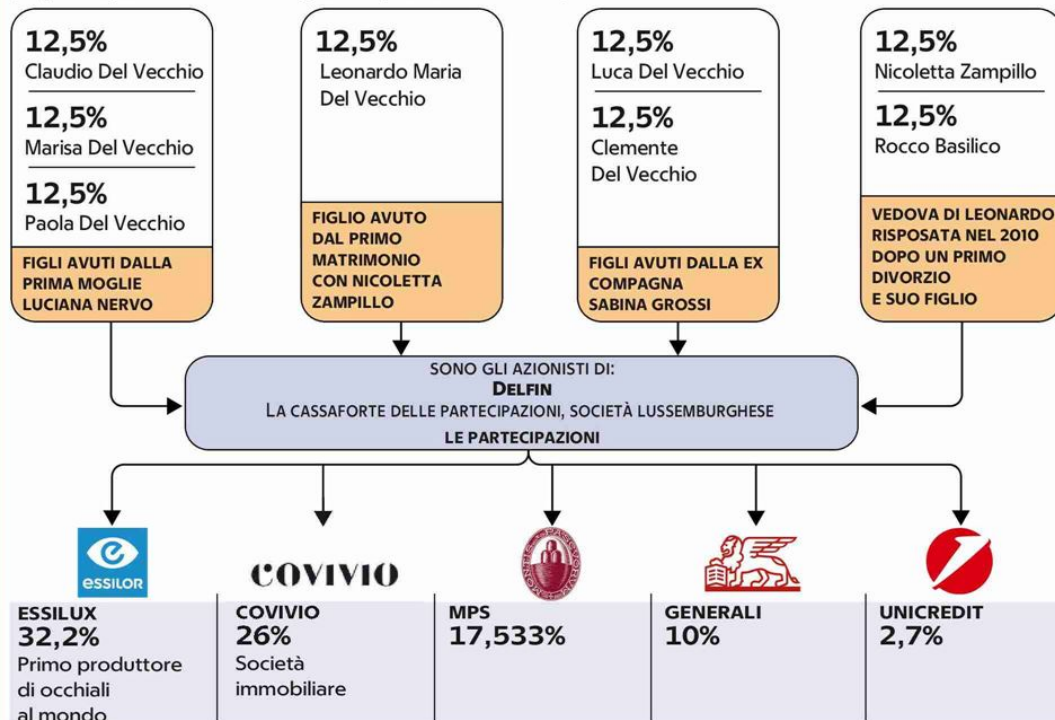 12,5%
Claudio Del Vecchio
12,5%
Marisa Del Vecchio
12,5%
Paola Del Vecchio
FIGLI AVUTI DALLA
PRIMA MOGLIE
LUCIANA NERVO
12,5%
Leonardo Maria
Del Vecchio
FIGLIO AVUTO
DAL PRIMO
MATRIMONIO
CON NICOLETTA
ZAMPILLO
12,5%
Luca Del Vecchio
12,5%
Clemente
Del Vecchio
FIGLI AVUTI DALLA EX
COMPAGNA
SABINA GROSSI
12,5%
Nicoletta Zampillo
12,5%
Rocco Basilico
VEDOVA DI LEONARDO
RISPOSATA NEL 2010
DOPO UN PRIMO
DIVORZIO
E SUO FIGLIO
SONO GLI AZIONISTI DI:
DELFIN
LA CASSAFORTE DELLE PARTECIPAZIONI, SOCIETÀ LUSSEMBURGHESE
LE PARTECIPAZIONI
essilor
COVIVIO
ESSILUX
32,2%
Primo produttore
di occhiali
al mondo
COVIVIO
26%
Società
immobiliare
MPS
17,533%
GENERALI
10%
UNICREDIT
2,7%